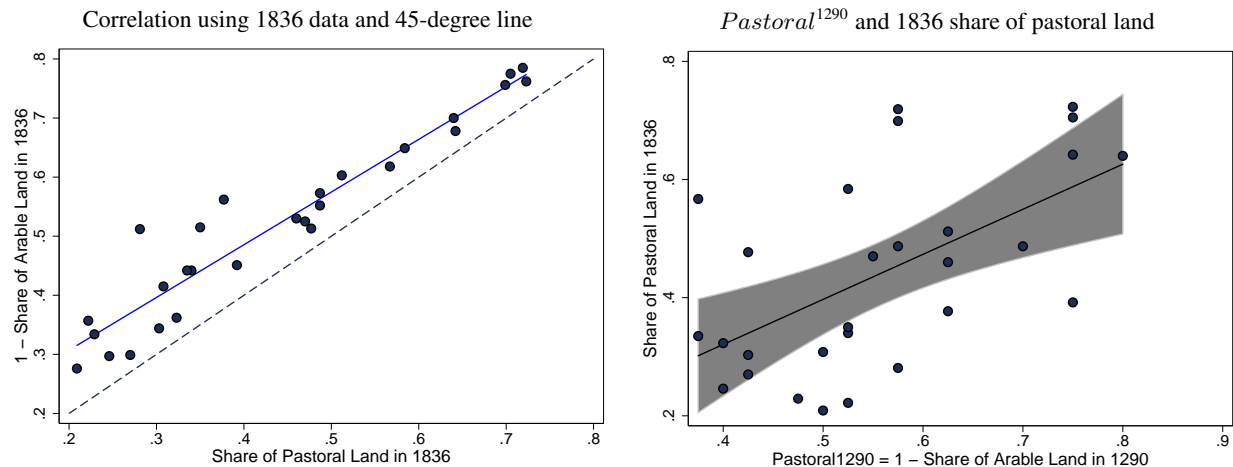 Correlation using 1836 data and 45-degree line
1 − Share of Arable Land in 1836
.8
.7
.6
.5
.4
.3
.2
.2 .3 .4 .5 .6 .7 .8
Share of Pastoral Land in 1836
Pastoral¹²⁹⁰ and 1836 share of pastoral land
Share of Pastoral Land in 1836
.8
.6
.4
.2
.4 .5 .6 .7 .8 .9
Pastoral1290 = 1 − Share of Arable Land in 1290